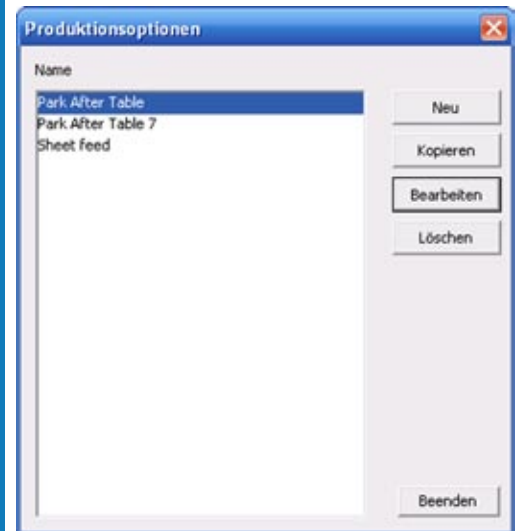 Produktionsoptionen
Name
Park After Table
Park After Table 7
Sheet feed
Neu
Kopieren
Bearbeiten
Löschen
Beenden